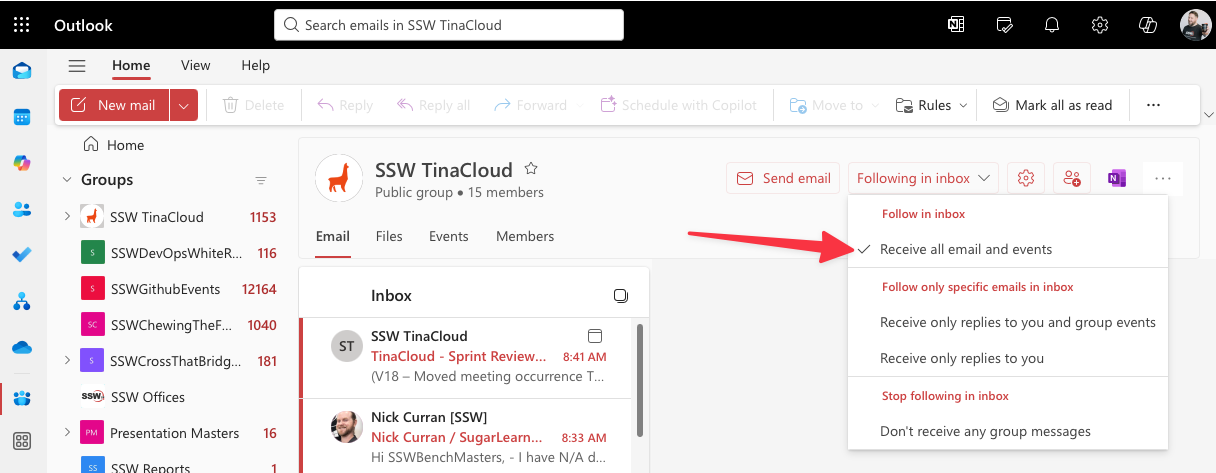 Outlook
Search emails in SSW TinaCloud
Home
View
Help
New mail
Delete
Reply
Reply all
Forward
Schedule with Copilot
Move to
Rules
Mark all as read
Home
Groups
SSW TinaCloud 1153
SSWDevOpsWhiteR... 116
SSWGithubEvents 12164
SSWChewingTheF... 1040
SSWCrossThatBridg... 181
SSW Offices
Presentation Masters 16
SSW Reports 1
S
S
S
SC
S
SSW
PM
SS
SSW TinaCloud
Public group • 15 members
Send email
Following in inbox
Email
Files
Events
Members
Follow in inbox
Receive all email and events
Follow only specific emails in inbox
Receive only replies to you and group events
Receive only replies to you
Stop following in inbox
Don't receive any group messages
Inbox
ST
SSW TinaCloud
TinaCloud - Sprint Review... 8:41 AM
(V18 – Moved meeting occurrence T...
Nick Curran [SSW]
Nick Curran / SugarLearn... 8:33 AM
Hi SSWBenchMasters, - I have N/A d...